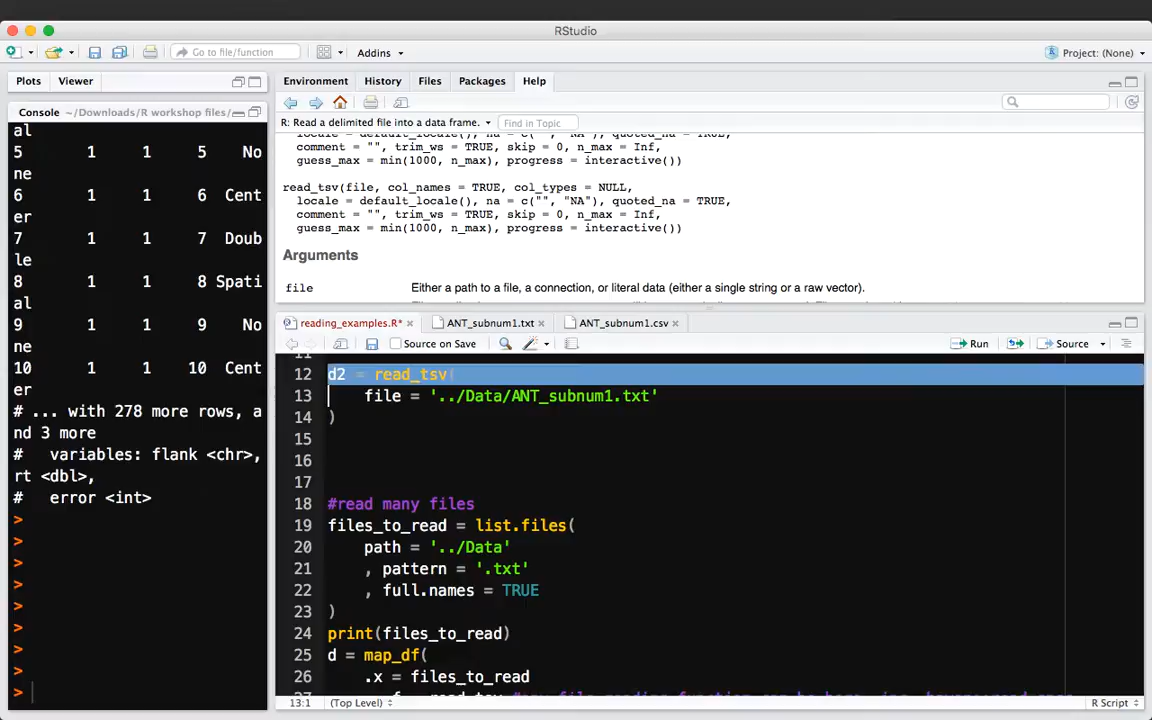 RStudio
Go to file/function
Addins
Project: (None)
Plots Viewer
Console ~/Downloads/R workshop files/
al
5 1 1 5 No
ne
6 1 1 6 Cent
er
7 1 1 7 Doub
le
8 1 1 8 Spati
al
9 1 1 9 No
ne
10 1 1 10 Cent
er
# ... with 278 more rows, a
nd 3 more
#   variables: flank <chr>,
rt <dbl>,
#   error <int>
>
>
>
>
>
>
>
>
>
Environment History Files Packages Help
R: Read a delimited file into a data frame. Find in Topic
locale = default_locale(), na = c("", "NA"), quoted_na = TRUE,
comment = "", trim_ws = TRUE, skip = 0, n_max = Inf,
guess_max = min(1000, n_max), progress = interactive())
read_tsv(file, col_names = TRUE, col_types = NULL,
locale = default_locale(), na = c("", "NA"), quoted_na = TRUE,
comment = "", trim_ws = TRUE, skip = 0, n_max = Inf,
guess_max = min(1000, n_max), progress = interactive())
Arguments
file Either a path to a file, a connection, or literal data (either a single string or a raw vector).
reading_examples.R* ANT_subnum1.txt ANT_subnum1.csv
Source on Save Run Source
11
12 d2 = read_tsv(
13 file = '../Data/ANT_subnum1.txt'
14 )
15
16
17
18 #read many files
19 files_to_read = list.files(
20 path = '../Data'
21 , pattern = '.txt'
22 , full.names = TRUE
23 )
24 print(files_to_read)
25 d = map_df(
26 .x = files_to_read
13:1 (Top Level) R Script